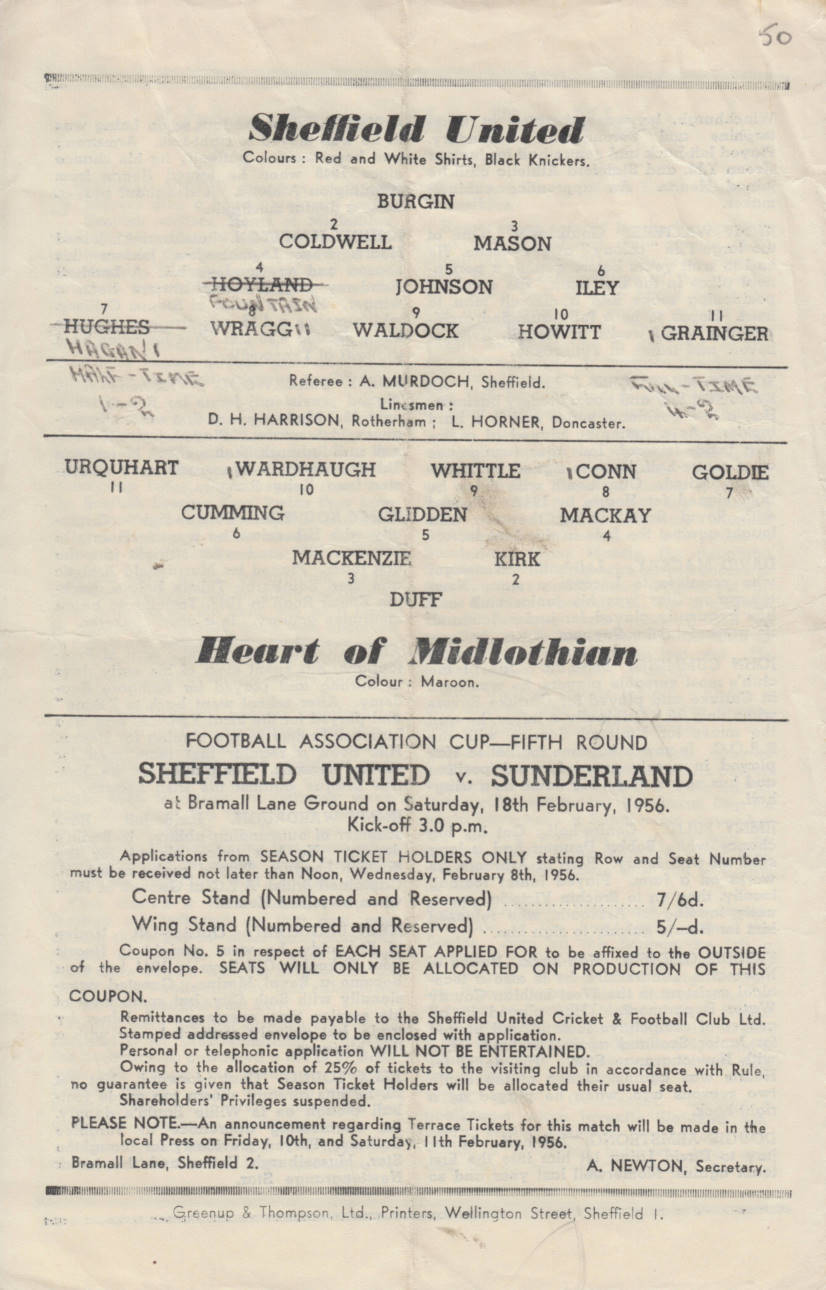 50
Sheffield United
Colours : Red and White Shirts, Black Knickers.
BURGIN
2 3
COLDWELL MASON
4 5 6
HOYLAND JOHNSON ILEY
FOUNTAIN
7 8 9 10 11
HUGHES WRAGG II WALDOCK HOWITT I GRAINGER
HAGAN I
HALF-TIME Referee : A. MURDOCH, Sheffield. FULL-TIME
1-2 Linesmen :
D. H. HARRISON, Rotherham ; L. HORNER, Doncaster.
URQUHART I WARDHAUGH WHITTLE I CONN GOLDIE
11 10 9 8 7
CUMMING GLIDDEN MACKAY
6 5 4
MACKENZIE KIRK
3 2
DUFF
Heart of Midlothian
Colour : Maroon.
FOOTBALL ASSOCIATION CUP—FIFTH ROUND
SHEFFIELD UNITED v. SUNDERLAND
at Bramall Lane Ground on Saturday, 18th February, 1956.
Kick-off 3.0 p.m.
Applications from SEASON TICKET HOLDERS ONLY stating Row and Seat Number
must be received not later than Noon, Wednesday, February 8th, 1956.
Centre Stand (Numbered and Reserved) ..................... 7/6d.
Wing Stand (Numbered and Reserved) ........................ 5/–d.
Coupon No. 5 in respect of EACH SEAT APPLIED FOR to be affixed to the OUTSIDE
of the envelope. SEATS WILL ONLY BE ALLOCATED ON PRODUCTION OF THIS
COUPON.
Remittances to be made payable to the Sheffield United Cricket & Football Club Ltd.
Stamped addressed envelope to be enclosed with application.
Personal or telephonic application WILL NOT BE ENTERTAINED.
Owing to the allocation of 25% of tickets to the visiting club in accordance with Rule,
no guarantee is given that Season Ticket Holders will be allocated their usual seat.
Shareholders' Privileges suspended.
PLEASE NOTE.—An announcement regarding Terrace Tickets for this match will be made in the
local Press on Friday, 10th, and Saturday, 11th February, 1956.
Bramall Lane, Sheffield 2. A. NEWTON, Secretary.
Greenup & Thompson, Ltd., Printers, Wellington Street, Sheffield 1.